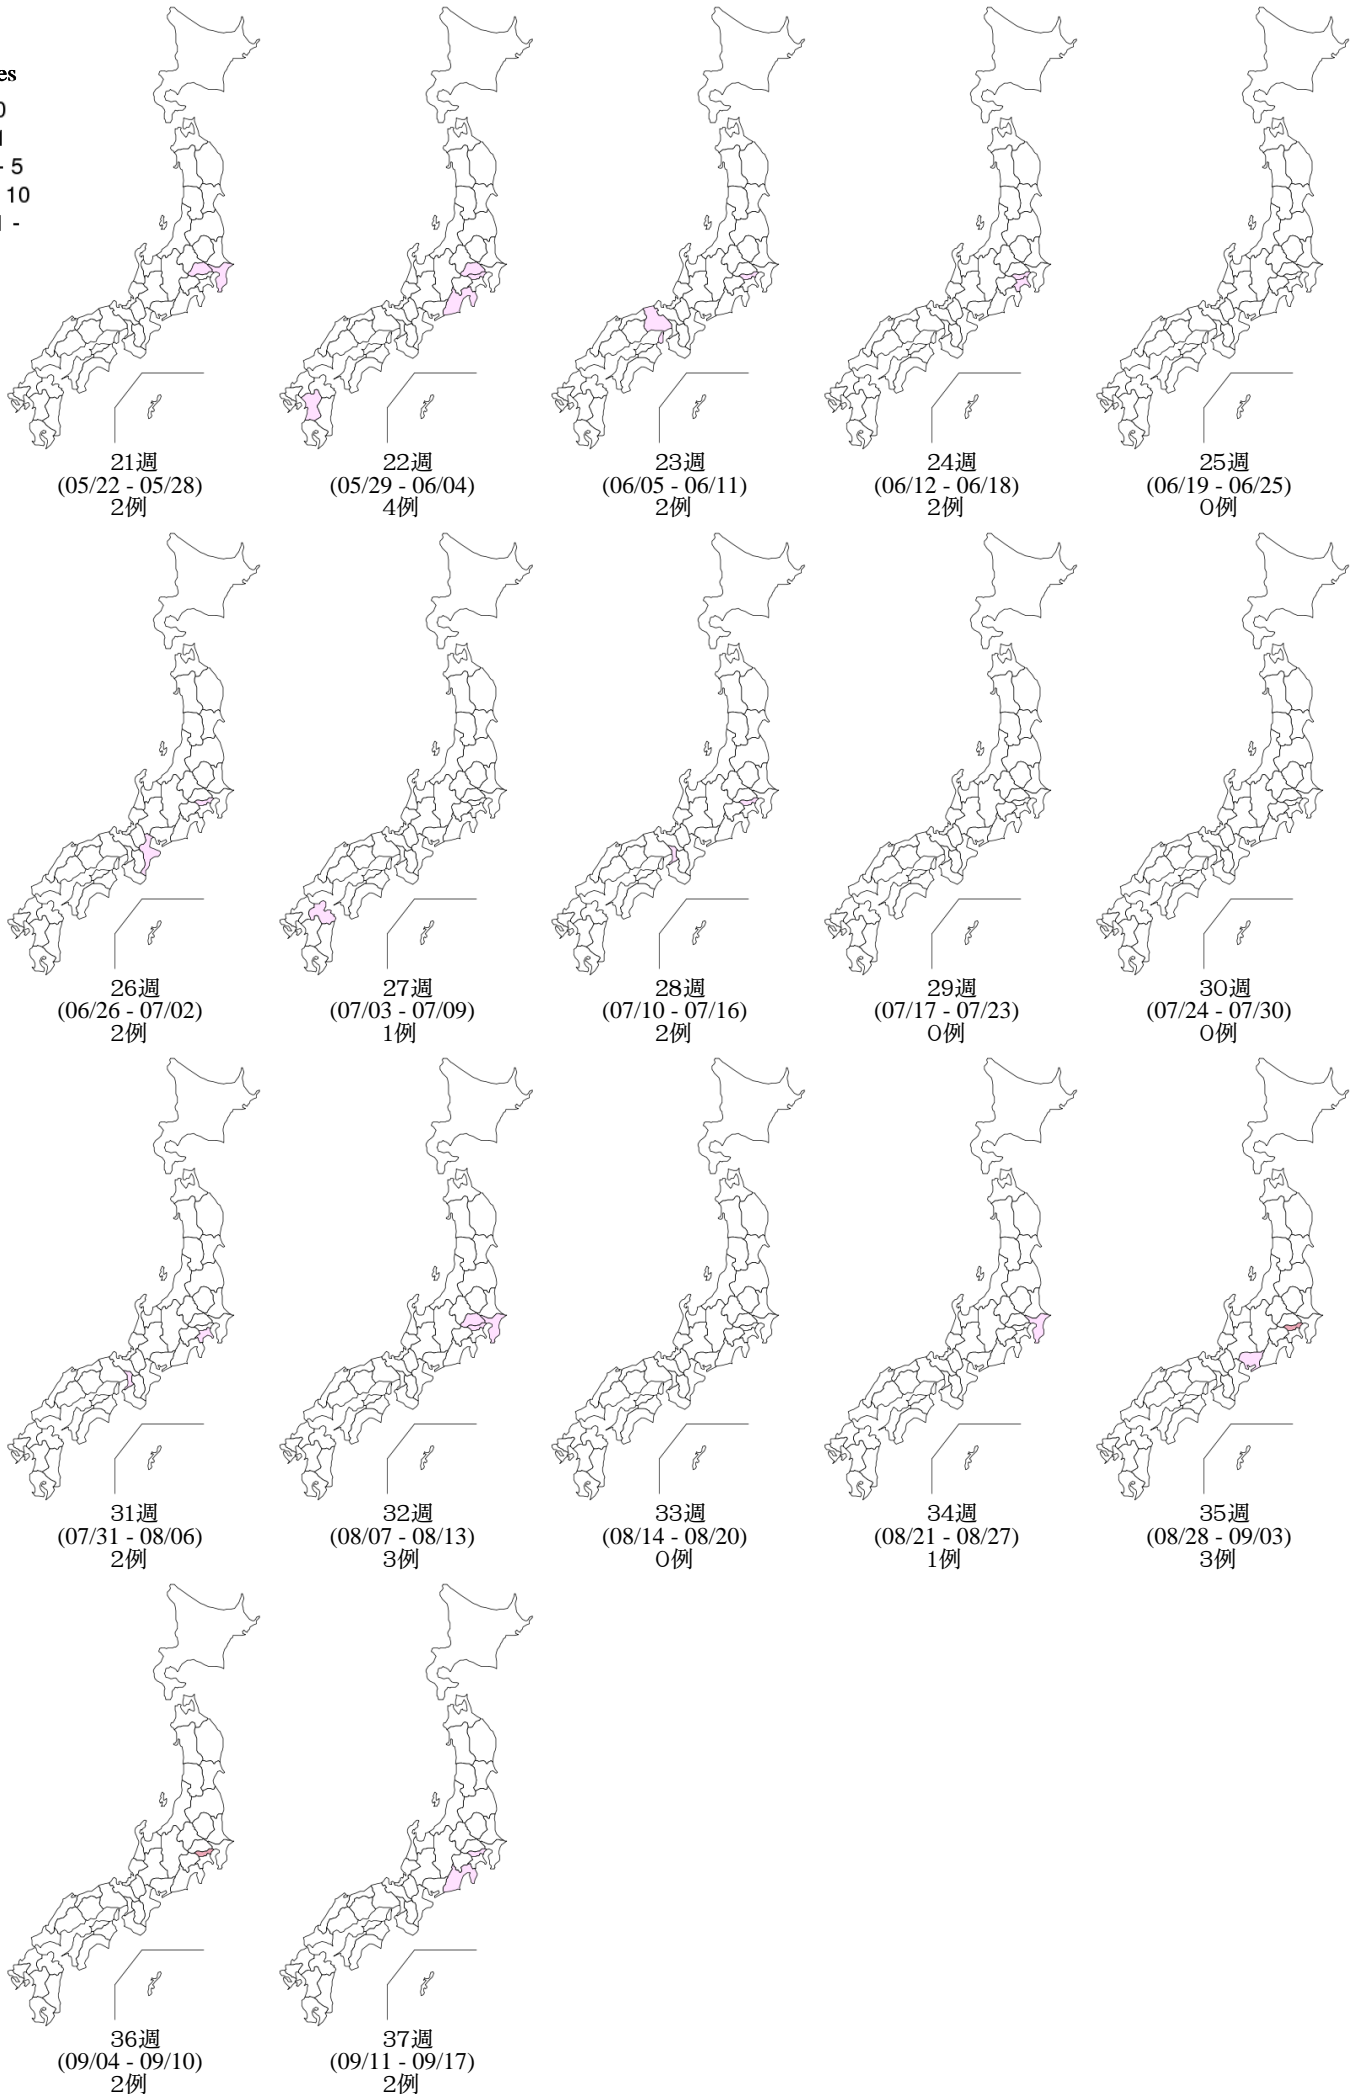 es
0
1
- 5
10
1 -
21週
(05/22 - 05/28)
2例
22週
(05/29 - 06/04)
4例
23週
(06/05 - 06/11)
2例
24週
(06/12 - 06/18)
2例
25週
(06/19 - 06/25)
0例
26週
(06/26 - 07/02)
2例
27週
(07/03 - 07/09)
1例
28週
(07/10 - 07/16)
2例
29週
(07/17 - 07/23)
0例
30週
(07/24 - 07/30)
0例
31週
(07/31 - 08/06)
2例
32週
(08/07 - 08/13)
3例
33週
(08/14 - 08/20)
0例
34週
(08/21 - 08/27)
1例
35週
(08/28 - 09/03)
3例
36週
(09/04 - 09/10)
2例
37週
(09/11 - 09/17)
2例